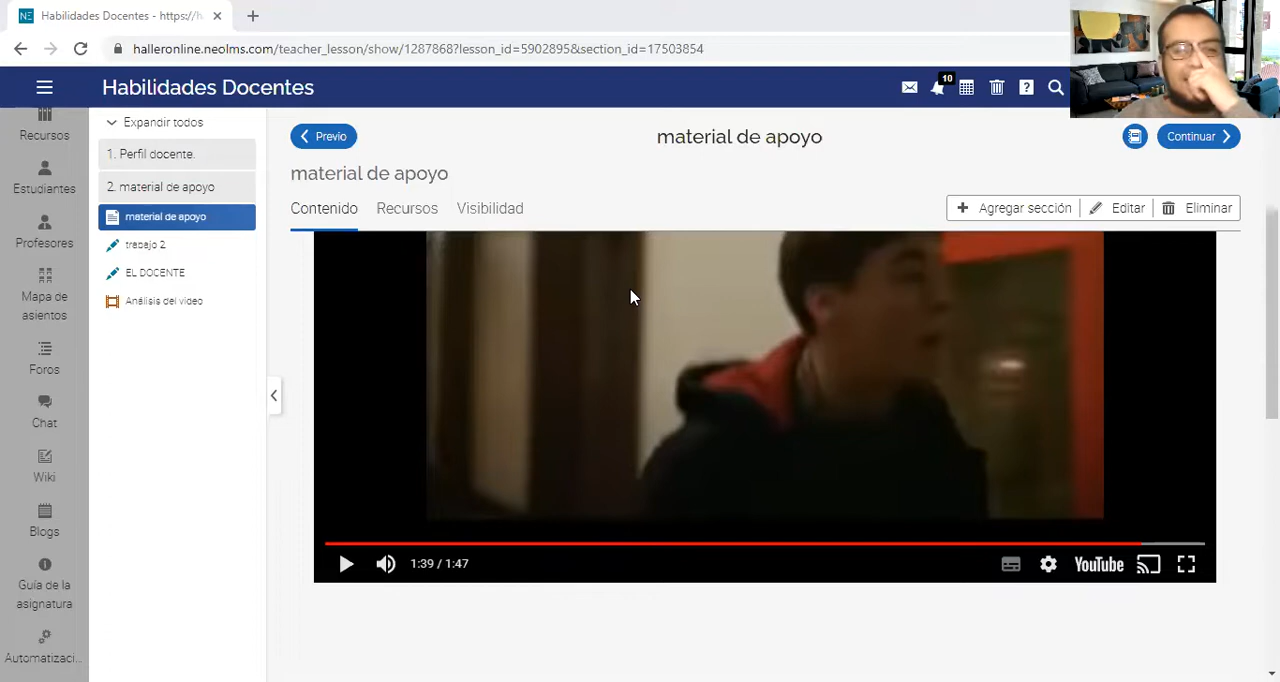 NE Habilidades Docentes - https://h
halleronline.neolms.com/teacher_lesson/show/1287868?lesson_id=5902895&section_id=17503854
Habilidades Docentes
10
?
Recursos
Estudiantes
Profesores
Mapa de
asientos
Foros
Chat
Wiki
Blogs
Guía de la
asignatura
Automatizaci...
Expandir todos
1. Perfil docente.
2. material de apoyo
material de apoyo
trabajo 2
EL DOCENTE
Análisis del video
Previo
material de apoyo
Continuar
material de apoyo
Contenido Recursos Visibilidad
+ Agregar sección Editar Eliminar
1:39 / 1:47
YouTube